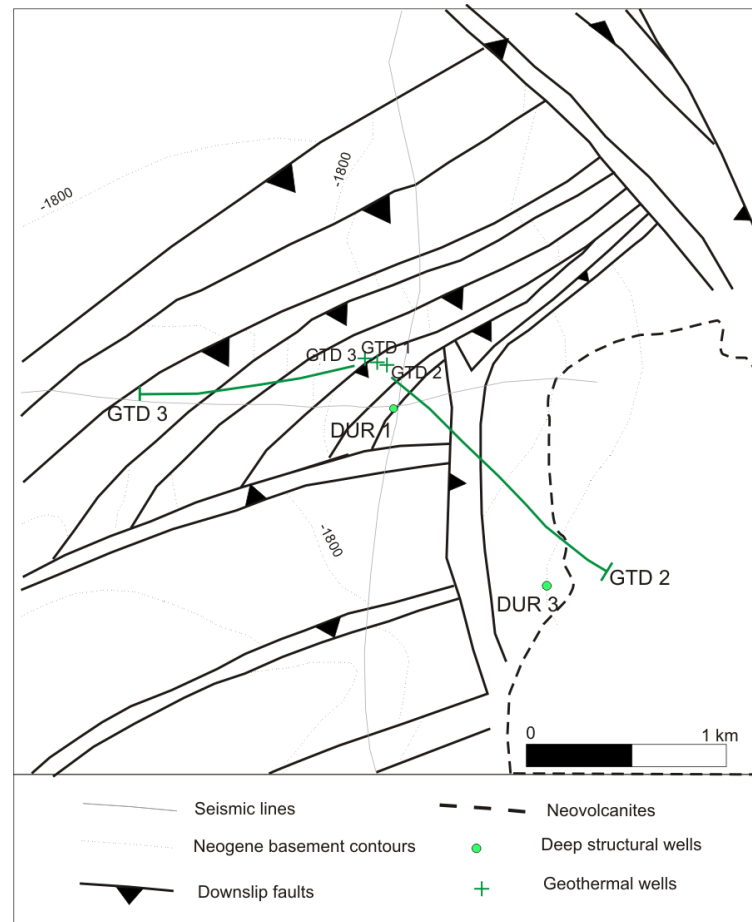 -1800
-1800
GTD 3
GTD 1
GTD 2
GTD 3
DUR 1
-1800
GTD 2
DUR 3
0
1 km
Seismic lines
Neovolcanites
Neogene basement contours
Deep structural wells
Downslip faults
Geothermal wells